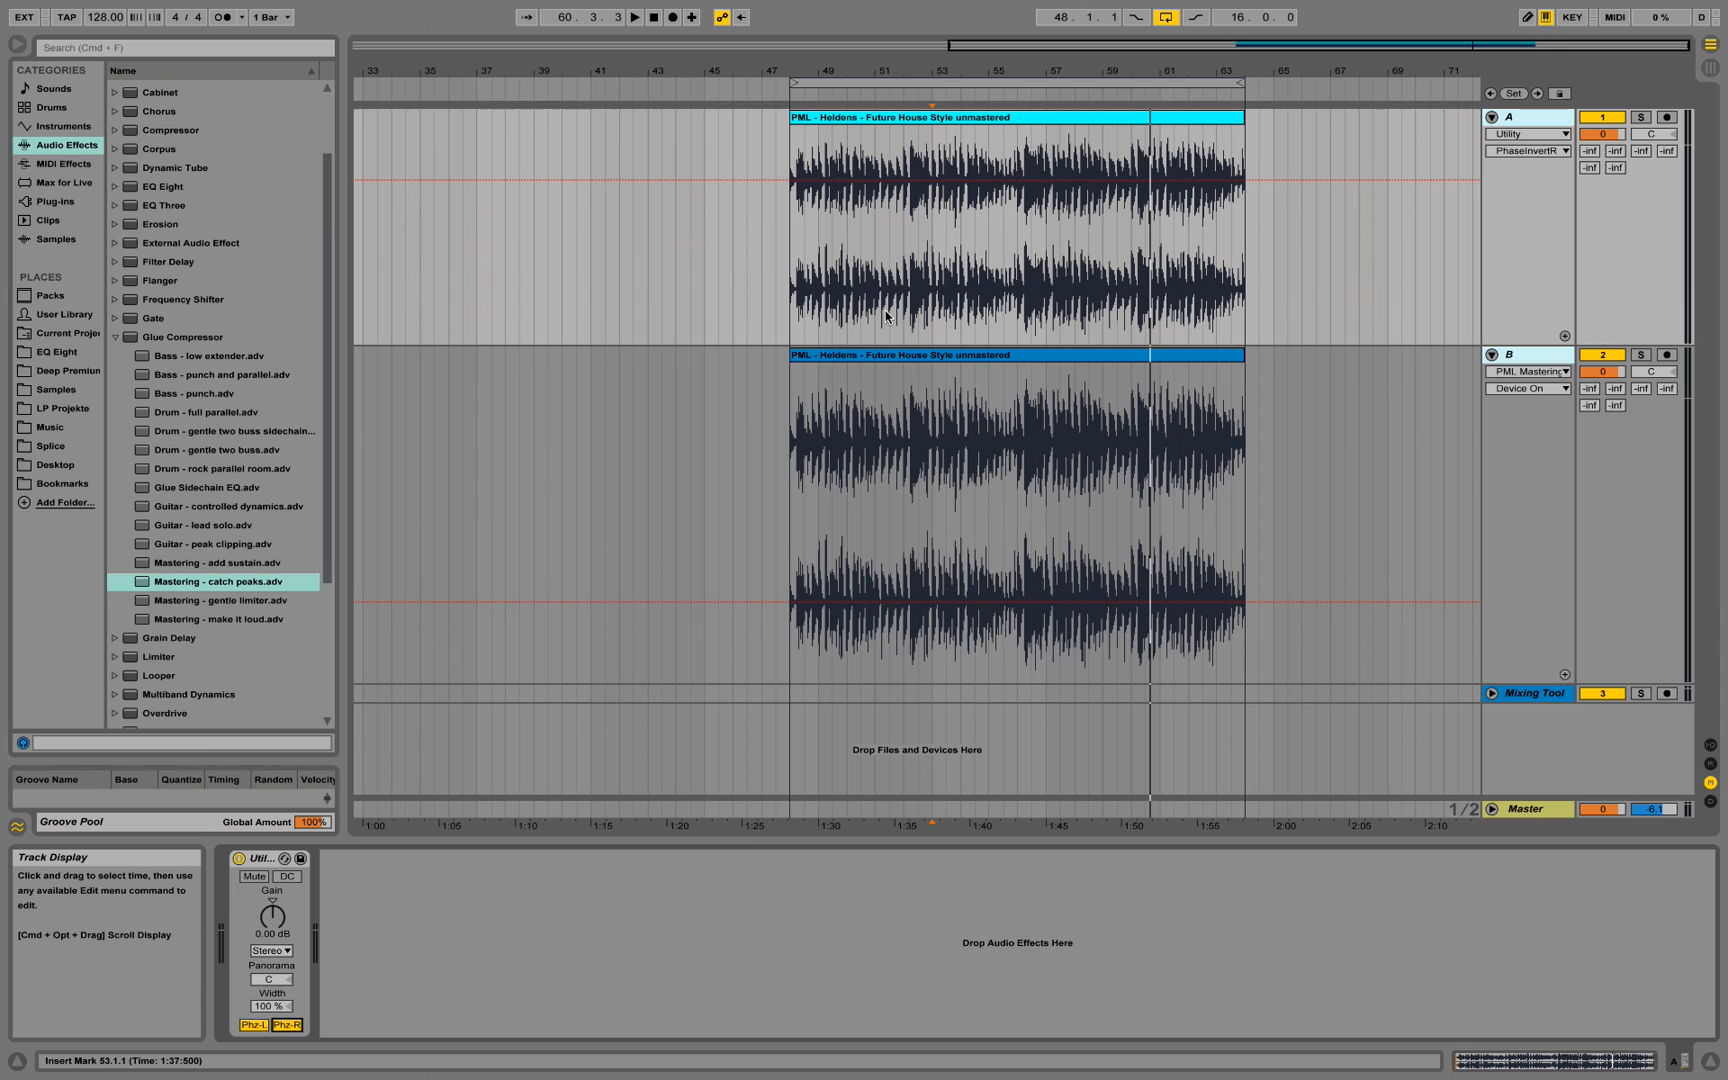 EXT TAP 128.00 4 / 4 1 Bar 60 . 3 . 3 48 . 1 . 1 16 . 0 . 0 KEY MIDI 0 % D
Search (Cmd + F)
CATEGORIES
Sounds
Drums
Instruments
Audio Effects
MIDI Effects
Max for Live
Plug-ins
Clips
Samples
PLACES
Packs
User Library
Current Projec
EQ Eight
Deep Premium
Samples
LP Projekte
Music
Splice
Desktop
Bookmarks
Add Folder...
Name
Cabinet
Chorus
Compressor
Corpus
Dynamic Tube
EQ Eight
EQ Three
Erosion
External Audio Effect
Filter Delay
Flanger
Frequency Shifter
Gate
Glue Compressor
Bass - low extender.adv
Bass - punch and parallel.adv
Bass - punch.adv
Drum - full parallel.adv
Drum - gentle two buss sidechain...
Drum - gentle two buss.adv
Drum - rock parallel room.adv
Glue Sidechain EQ.adv
Guitar - controlled dynamics.adv
Guitar - lead solo.adv
Guitar - peak clipping.adv
Mastering - add sustain.adv
Mastering - catch peaks.adv
Mastering - gentle limiter.adv
Mastering - make it loud.adv
Grain Delay
Limiter
Looper
Multiband Dynamics
Overdrive
Groove Name Base Quantize Timing Random Velocity
Groove Pool Global Amount 100%
33 35 37 39 41 43 45 47 49 51 53 55 57 59 61 63 65 67 69 71
Set
PML - Heldens - Future House Style unmastered
A 1 S
Utility 0 C
PhaseInvertR -inf -inf -inf -inf
-inf -inf
PML - Heldens - Future House Style unmastered
B 2 S
PML Mastering 0 C
Device On -inf -inf -inf -inf
-inf -inf
Mixing Tool 3 S
Drop Files and Devices Here
1/2 Master 0 -6.1
1:00 1:05 1:10 1:15 1:20 1:25 1:30 1:35 1:40 1:45 1:50 1:55 2:00 2:05 2:10
Track Display
Click and drag to select time, then use
any available Edit menu command to
edit.
[Cmd + Opt + Drag] Scroll Display
Util...
Mute DC
Gain
0.00 dB
Stereo
Panorama
C
Width
100 %
Phz-L Phz-R
Drop Audio Effects Here
Insert Mark 53.1.1 (Time: 1:37:500)
A